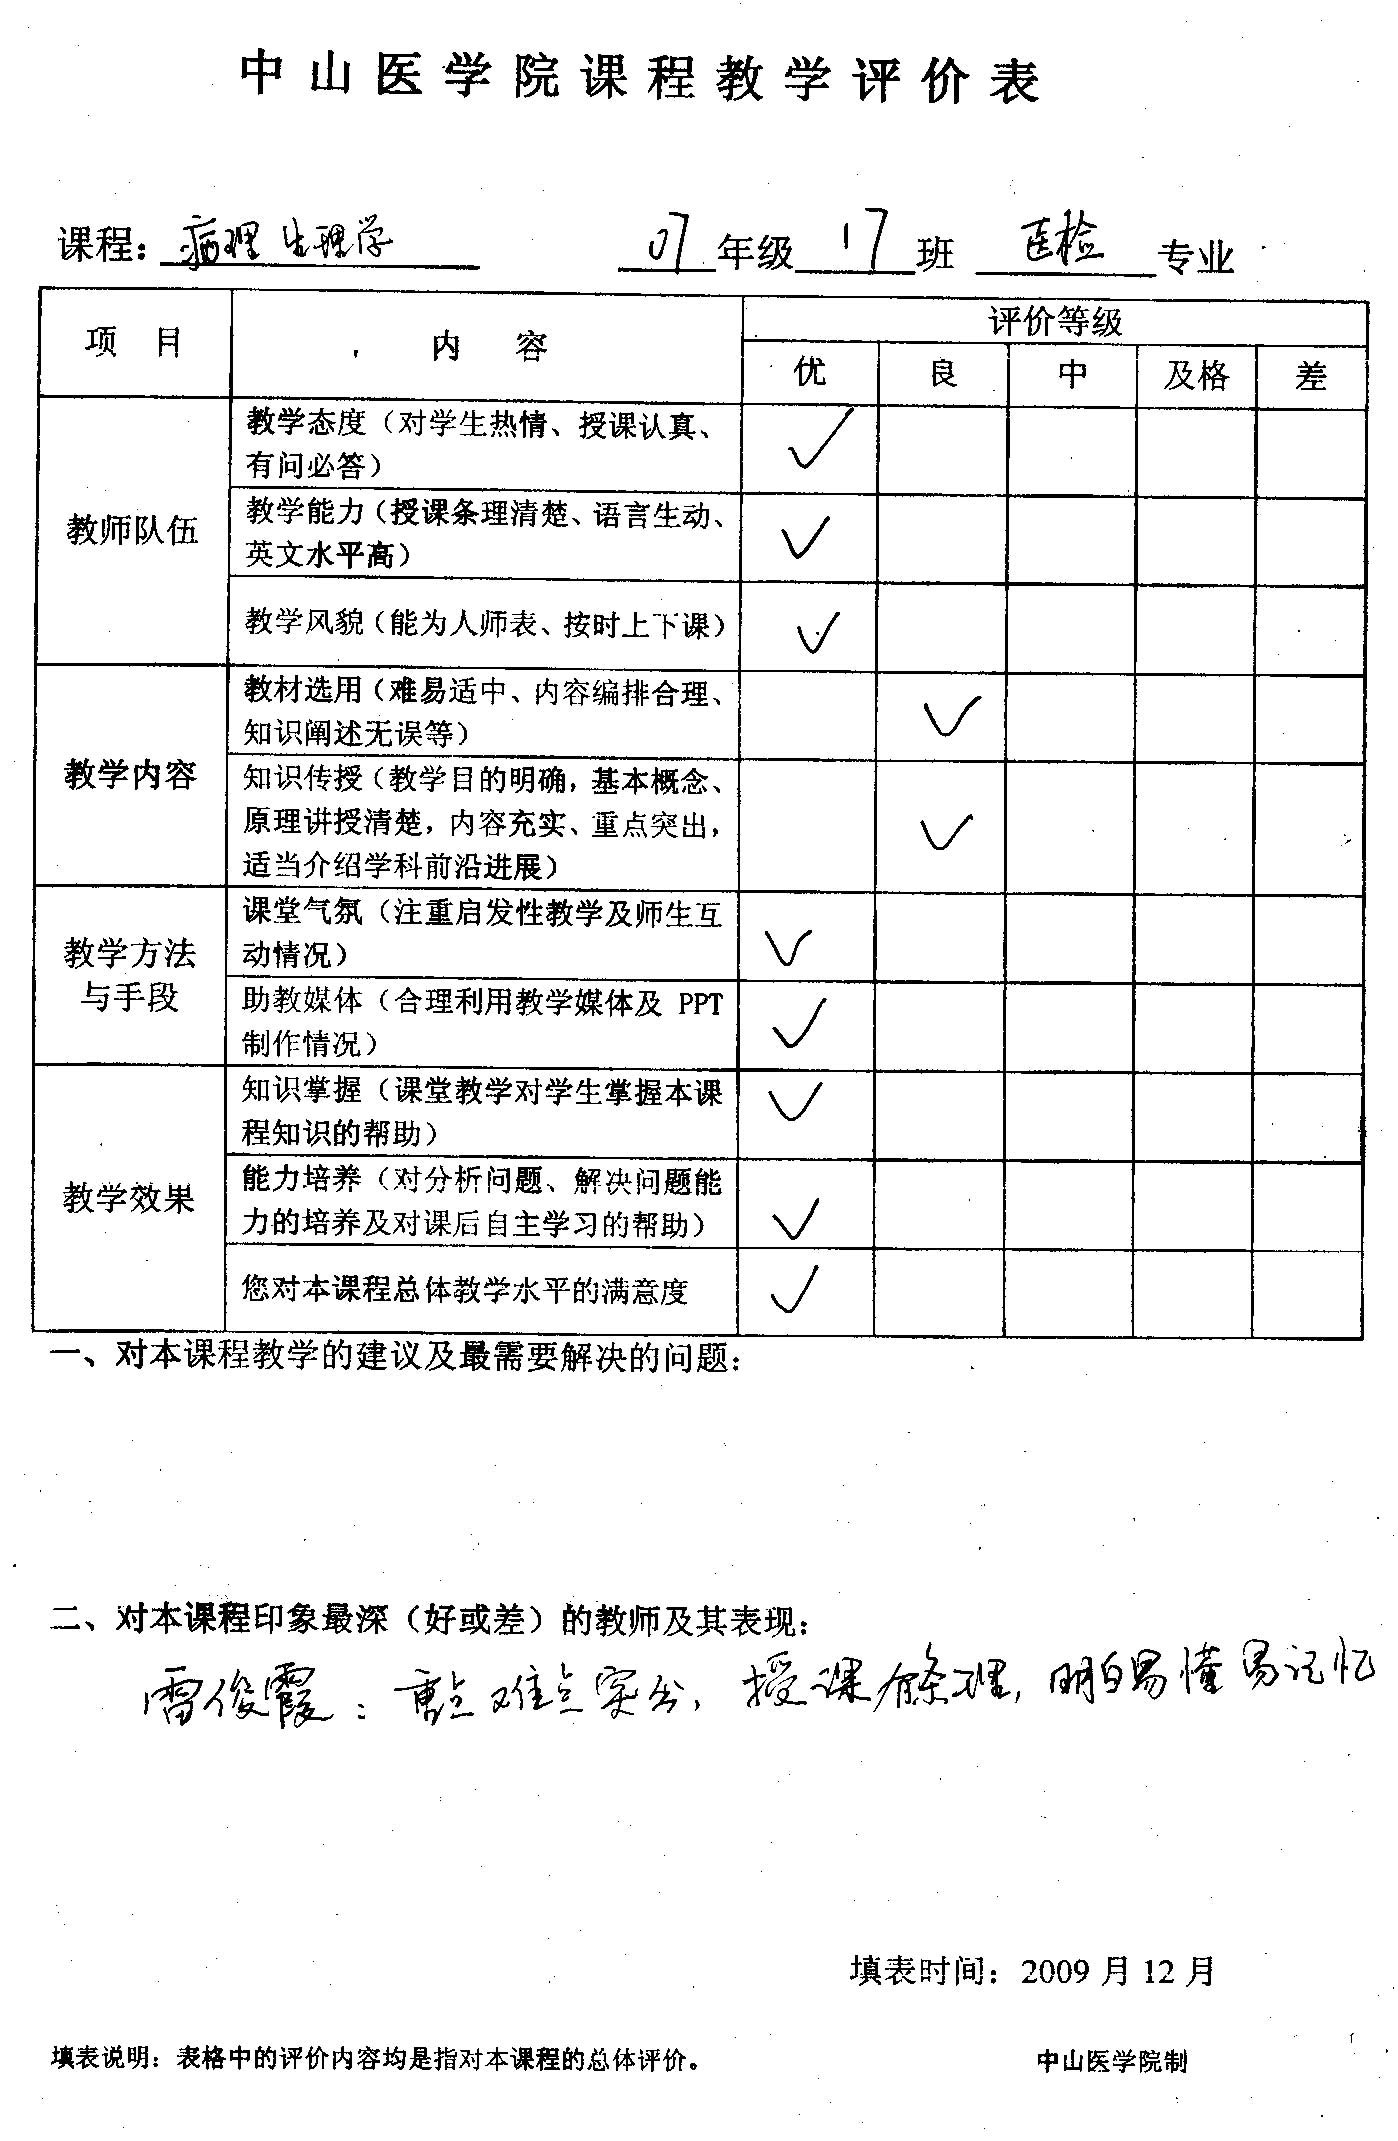 中山医学院课程教学评价表
课程：病理生理学 07年级17班 医检 专业
项 目 内 容 评价等级
优 良 中 及格 差
教师队伍
教学态度（对学生热情、授课认真、
有问必答） ✓
教学能力（授课条理清楚、语言生动、
英文水平高） ✓
教学风貌（能为人师表、按时上下课） ✓
教学内容
教材选用（难易适中、内容编排合理、
知识阐述无误等） ✓
知识传授（教学目的明确，基本概念、
原理讲授清楚，内容充实、重点突出，
适当介绍学科前沿进展） ✓
教学方法
与手段
课堂气氛（注重启发性教学及师生互
动情况） ✓
助教媒体（合理利用教学媒体及 PPT
制作情况） ✓
教学效果
知识掌握（课堂教学对学生掌握本课
程知识的帮助） ✓
能力培养（对分析问题、解决问题能
力的培养及对课后自主学习的帮助） ✓
您对本课程总体教学水平的满意度 ✓
一、对本课程教学的建议及最需要解决的问题：
二、对本课程印象最深（好或差）的教师及其表现：
雷俊霞：重点难点突出，授课有條理，明白易懂易记忆
填表时间：2009 月 12 月
填表说明：表格中的评价内容均是指对本课程的总体评价。 中山医学院制